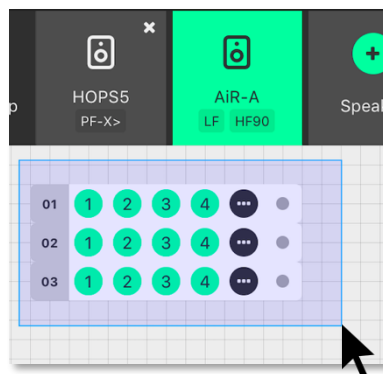 p
HOPS5
AiR-A
Speak
PF-X>
LF HF90
01 1 2 3 4
02 1 2 3 4
03 1 2 3 4